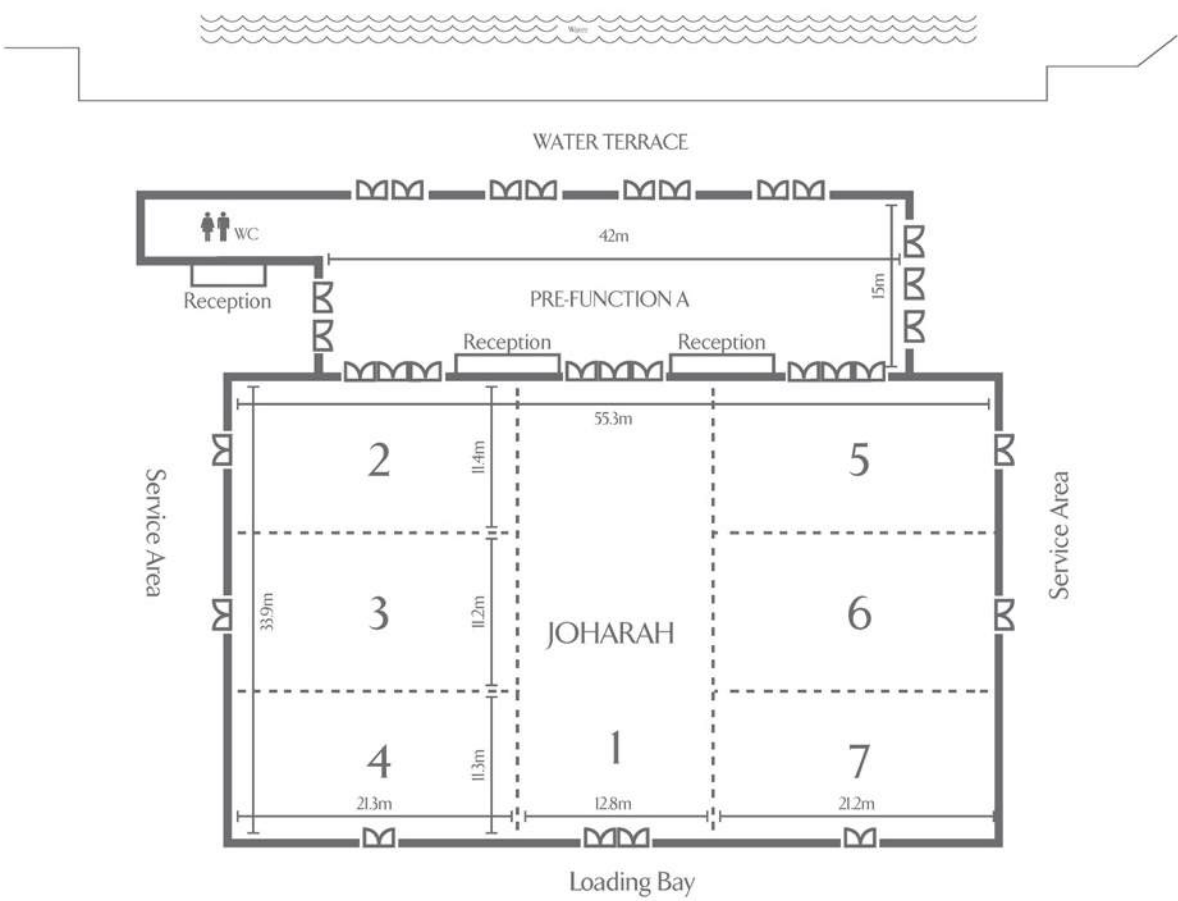 Water
WATER TERRACE
WC
42m
Reception
PRE-FUNCTION A
15m
Reception
Reception
55.3m
2
11.4m
5
Service Area
Service Area
33.9m
3
11.2m
JOHARAH
6
4
11.3m
1
7
21.3m
12.8m
21.2m
Loading Bay